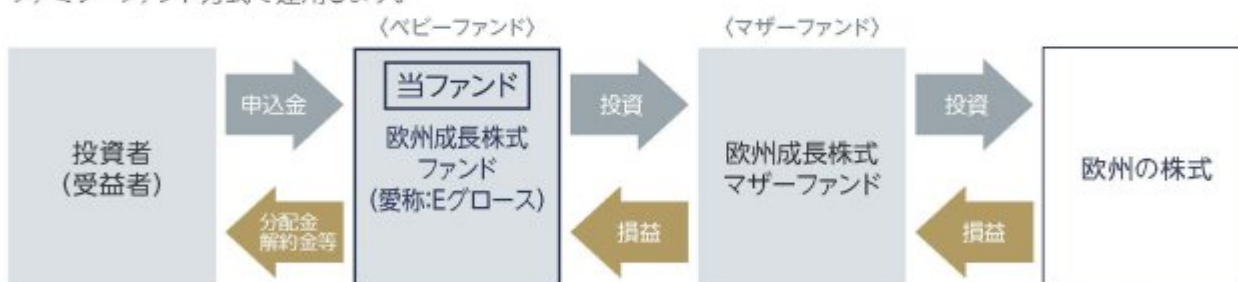 ファミリーファンド方式で運用します。
〈ベビーファンド〉
〈マザーファンド〉
投資者
(受益者)
申込金
分配金
解約金等
当ファンド
欧州成長株式
ファンド
(愛称:Eグロース)
投資
損益
欧州成長株式
マザーファンド
投資
損益
欧州の株式